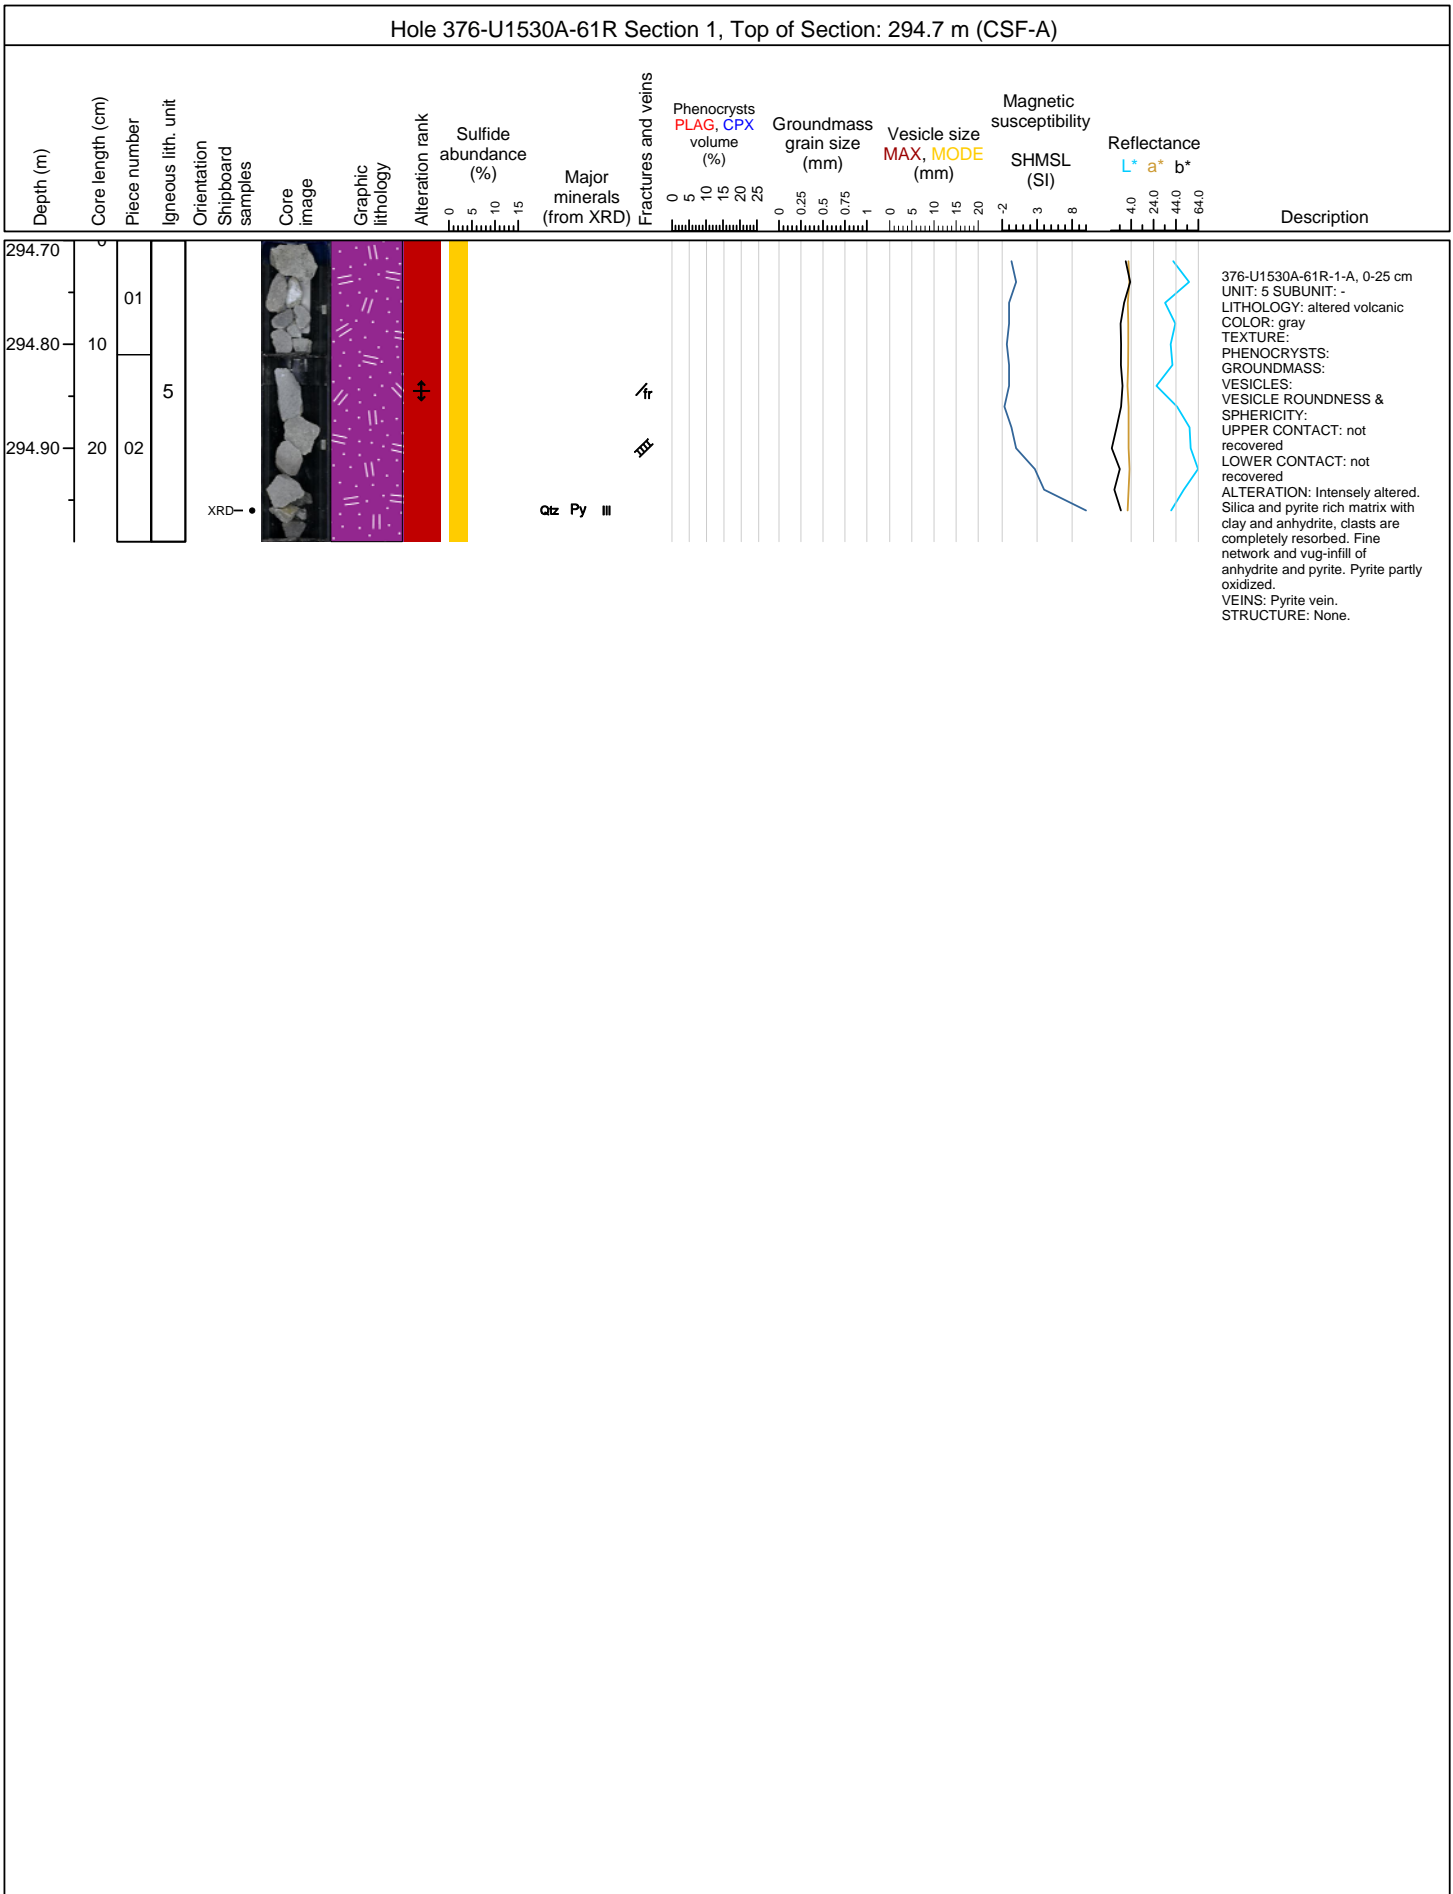 Hole 376-U1530A-61R Section 1, Top of Section: 294.7 m (CSF-A)
Depth (m)
Core length (cm)
Piece number
Igneous lith. unit
Orientation
Shipboard
samples
Core
image
Graphic
lithology
Alteration rank
Sulfide
abundance
(%)
0 5 10 15
Major
minerals
(from XRD)
Fractures and veins
Phenocrysts
PLAG, CPX
volume
(%)
0 5 10 15 20 25
Groundmass
grain size
(mm)
0 0.25 0.5 0.75 1
Vesicle size
MAX, MODE
(mm)
0 5 10 15 20
Magnetic
susceptibility
SHMSL
(SI)
-2 3 8
Reflectance
L* a* b*
4.0 24.0 44.0 64.0
Description
294.70 0
01
294.80 10
5
fr
294.90 20 02
XRD
Qtz Py Ill
376-U1530A-61R-1-A, 0-25 cm
UNIT: 5 SUBUNIT: -
LITHOLOGY: altered volcanic
COLOR: gray
TEXTURE:
PHENOCRYSTS:
GROUNDMASS:
VESICLES:
VESICLE ROUNDNESS &
SPHERICITY:
UPPER CONTACT: not
recovered
LOWER CONTACT: not
recovered
ALTERATION: Intensely altered.
Silica and pyrite rich matrix with
clay and anhydrite, clasts are
completely resorbed. Fine
network and vug-infill of
anhydrite and pyrite. Pyrite partly
oxidized.
VEINS: Pyrite vein.
STRUCTURE: None.